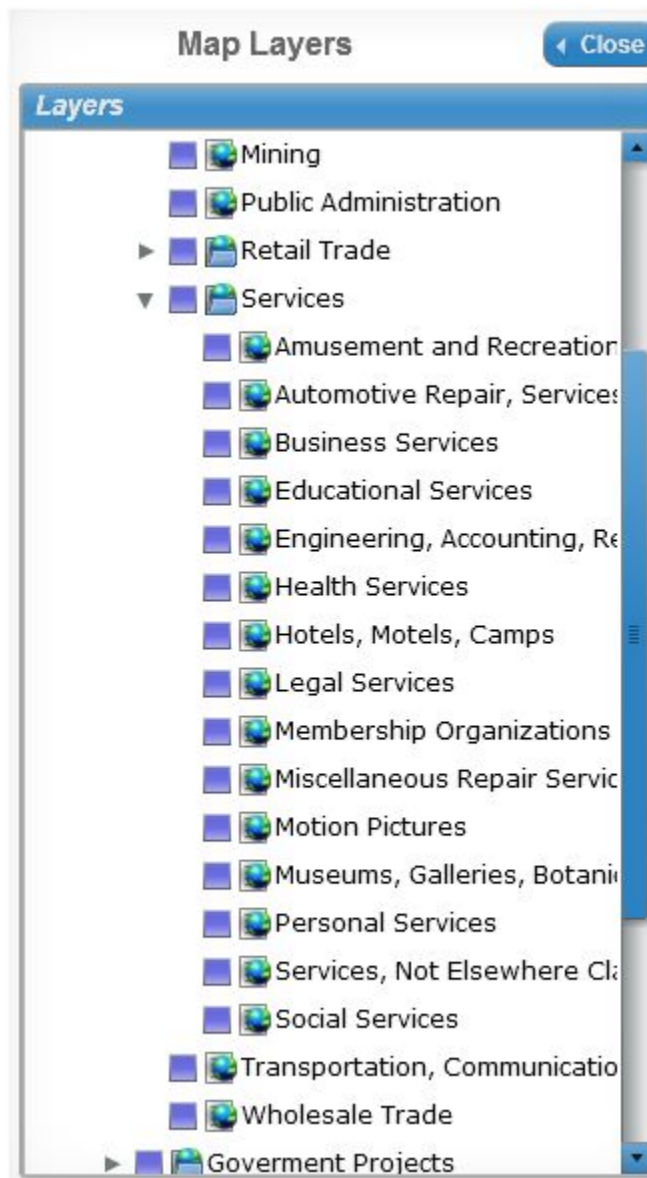 Map Layers
Close
Layers
Mining
Public Administration
Retail Trade
Services
Amusement and Recreation
Automotive Repair, Services
Business Services
Educational Services
Engineering, Accounting, Re
Health Services
Hotels, Motels, Camps
Legal Services
Membership Organizations
Miscellaneous Repair Servic
Motion Pictures
Museums, Galleries, Botani
Personal Services
Services, Not Elsewhere Cla
Social Services
Transportation, Communicatio
Wholesale Trade
Goverment Projects